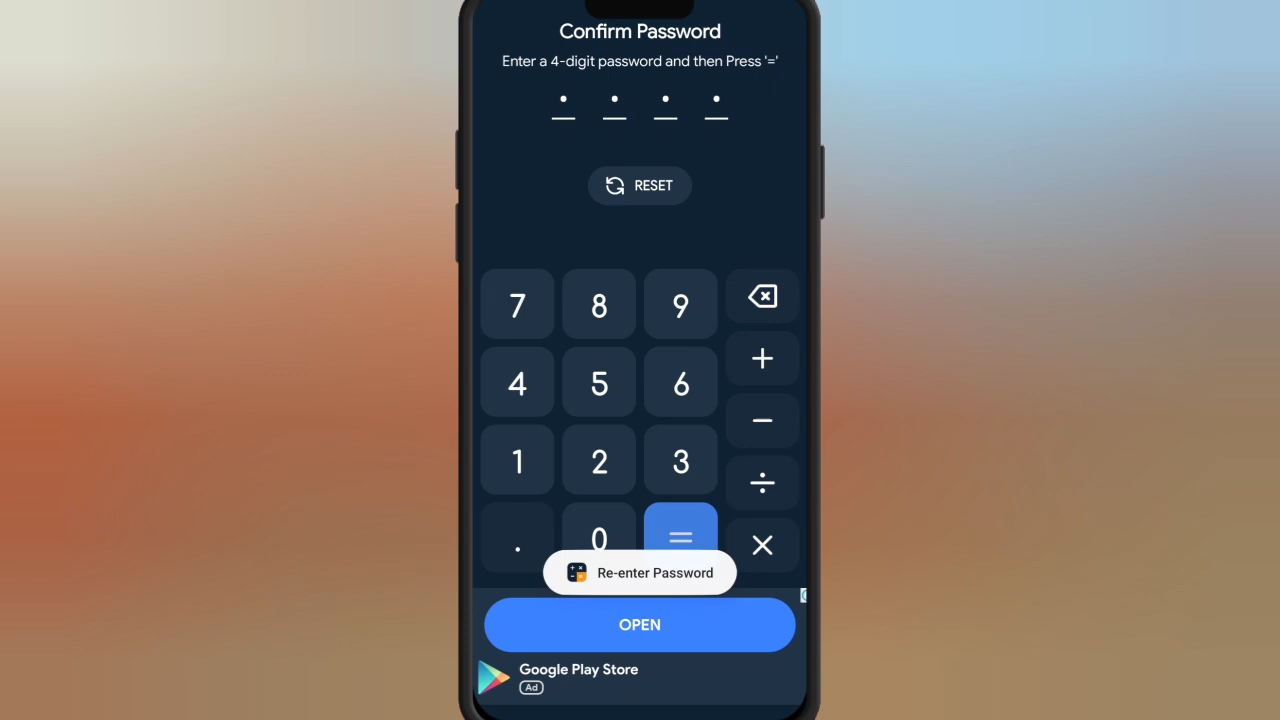 Confirm Password
Enter a 4-digit password and then Press '='
RESET
7 8 9
+
4 5 6
−
1 2 3
÷
. 0 = ×
Re-enter Password
OPEN
Google Play Store
Ad